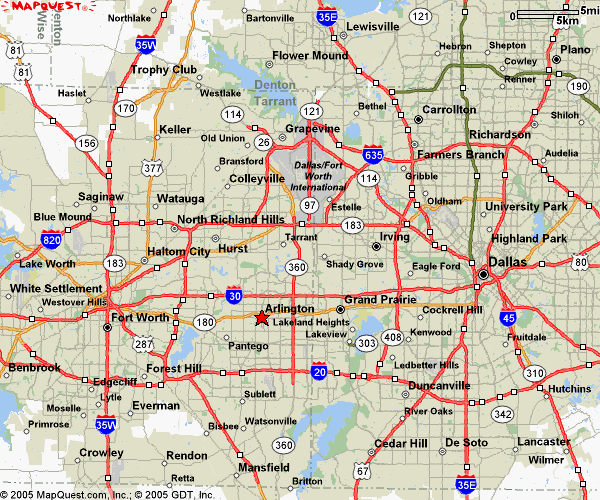 MAPQUEST.
5mi
5km
Northlake
Bartonville
35E
121
Shepton
81
81
Denton
Wise
35W
Lewisville
Hebron
Plano
Cowley
Trophy Club
Flower Mound
Renner
Haslet
Westlake
Denton
Tarrant
190
170
114
121
Bethel
Carrollton
Shiloh
156
Keller
Old Union
Grapevine
Richardson
26
635
Farmers Branch
Audelia
377
Bransford
Dallas/Fort
Worth
International
Colleyville
114
Gribble
Saginaw
Watauga
97
Estelle
Oldham
University Park
Blue Mound
North Richland Hills
183
820
Tarrant
Irving
Highland Park
Hurst
Haltom City
Lake Worth
183
360
Shady Grove
Eagle Ford
Dallas
80
White Settlement
Westover Hills
30
Arlington
Grand Prairie
Cockrell Hill
45
Fort Worth
180
Lakeland Heights
Lakeview
Kenwood
Fruitdale
287
Pantego
303
408
Benbrook
Forest Hill
20
Ledbetter Hills
310
Edgecliff
Duncanville
Hutchins
Lytle
Sublett
Moselle
Everman
River Oaks
342
Primrose
35W
Bisbee
Watsonville
360
Cedar Hill
De Soto
Lancaster
Crowley
Rendon
Wilmer
Retta
Mansfield
67
Britton
35E
© 2005 MapQuest.com, Inc.; © 2005 GDT, Inc.